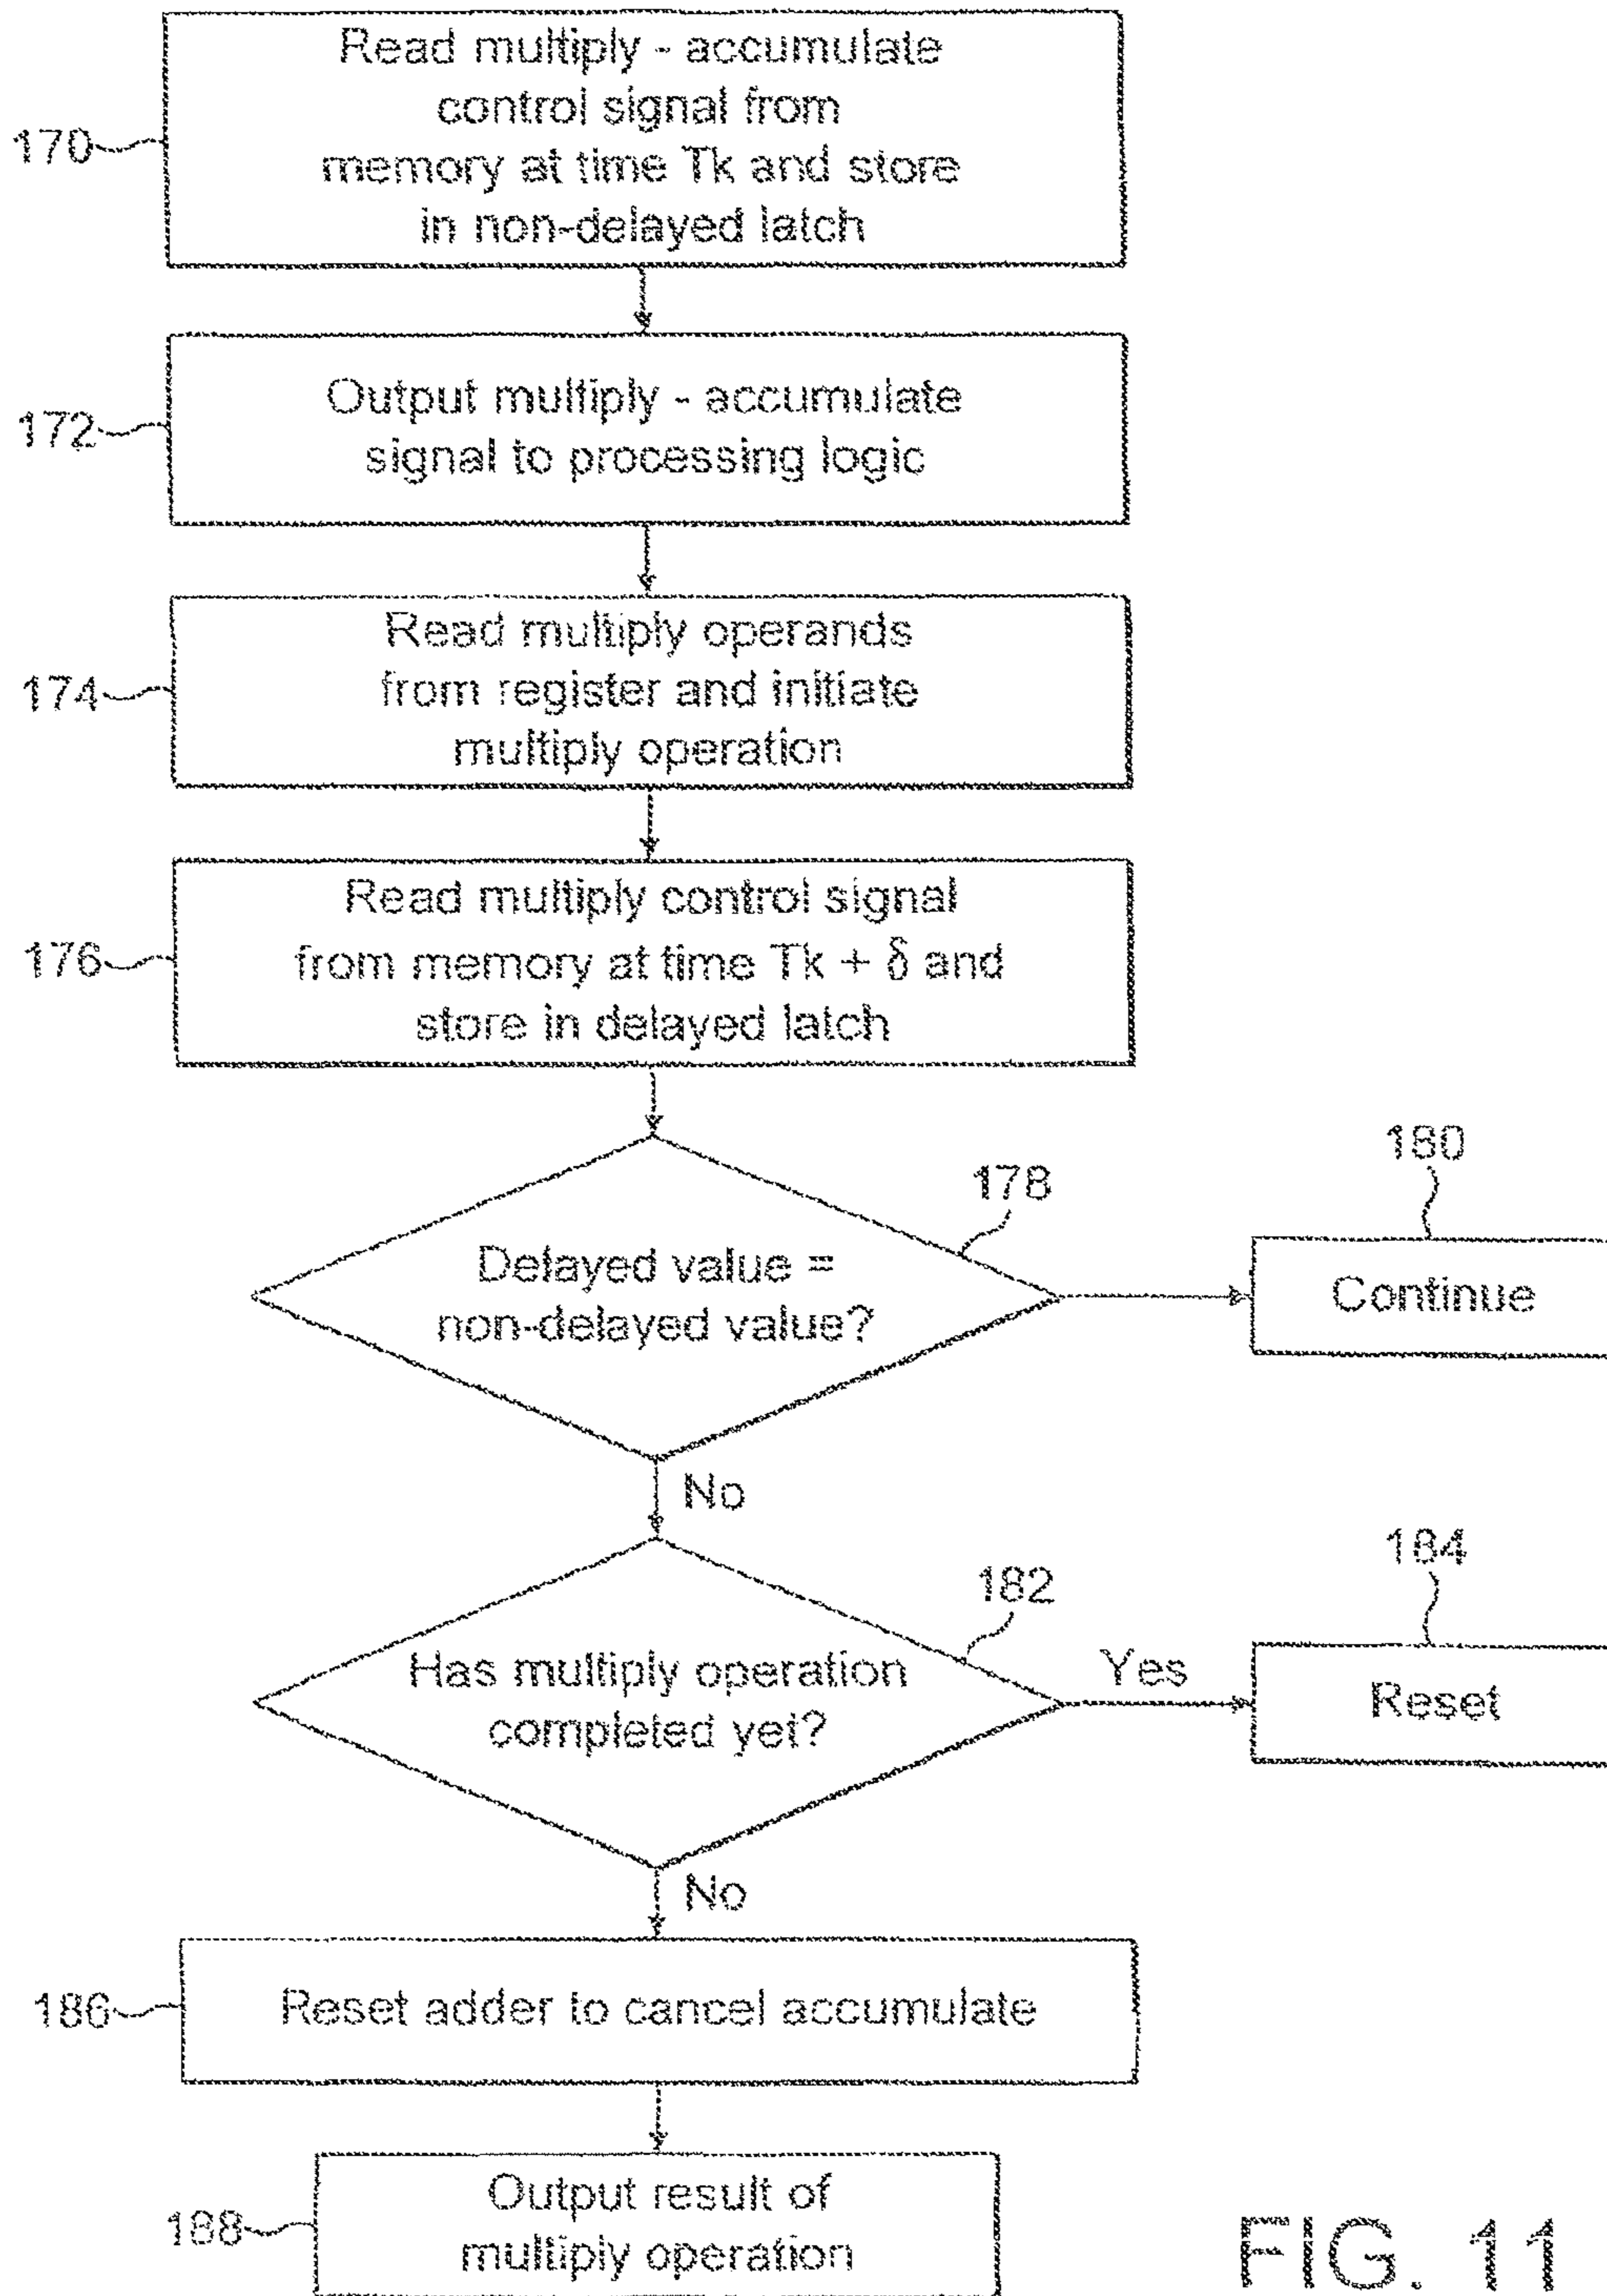 Read multiply - accumulate
control signal from
memory at time Tk and store
in non-delayed latch
170
Output multiply - accumulate
signal to processing logic
172
Read multiply operands
from register and initiate
multiply operation
174
Read multiply control signal
from memory at time Tk + δ and
store in delayed latch
176
Delayed value =
non-delayed value?
178
180
Continue
No
Has multiply operation
completed yet?
182
Yes
184
Reset
No
Reset adder to cancel accumulate
186
Output result of
multiply operation
188
FIG. 11